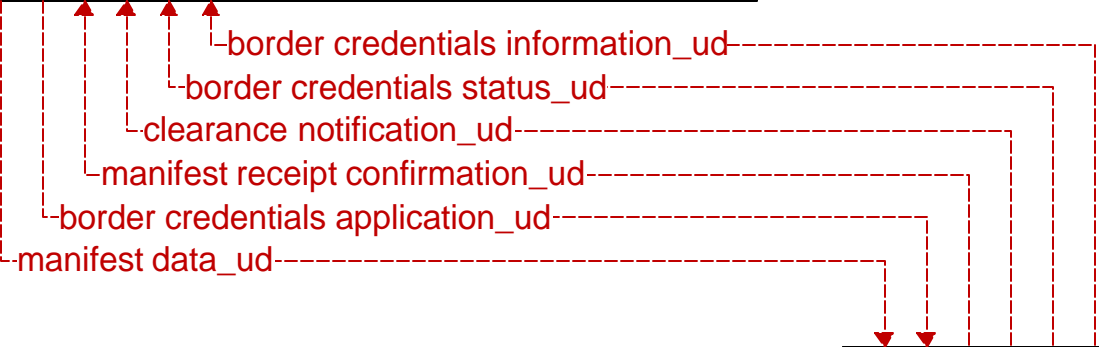 border credentials information_ud
border credentials status_ud
clearance notification_ud
manifest receipt confirmation_ud
border credentials application_ud
manifest data_ud